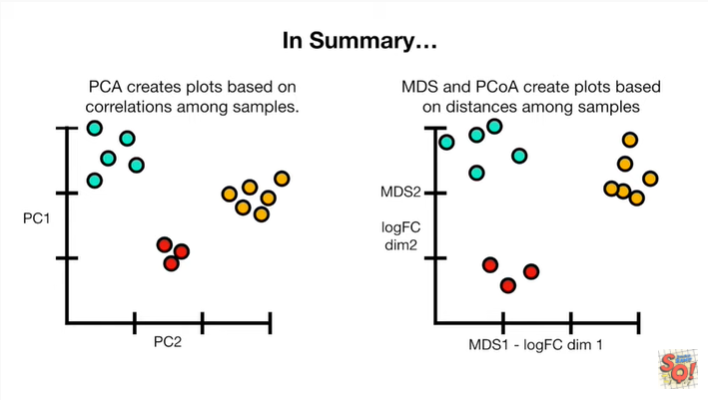 In Summary...
PCA creates plots based on
correlations among samples.
PC1
PC2
MDS and PCoA create plots based
on distances among samples
MDS2
logFC
dim2
MDS1 - logFC dim 1
SQ!